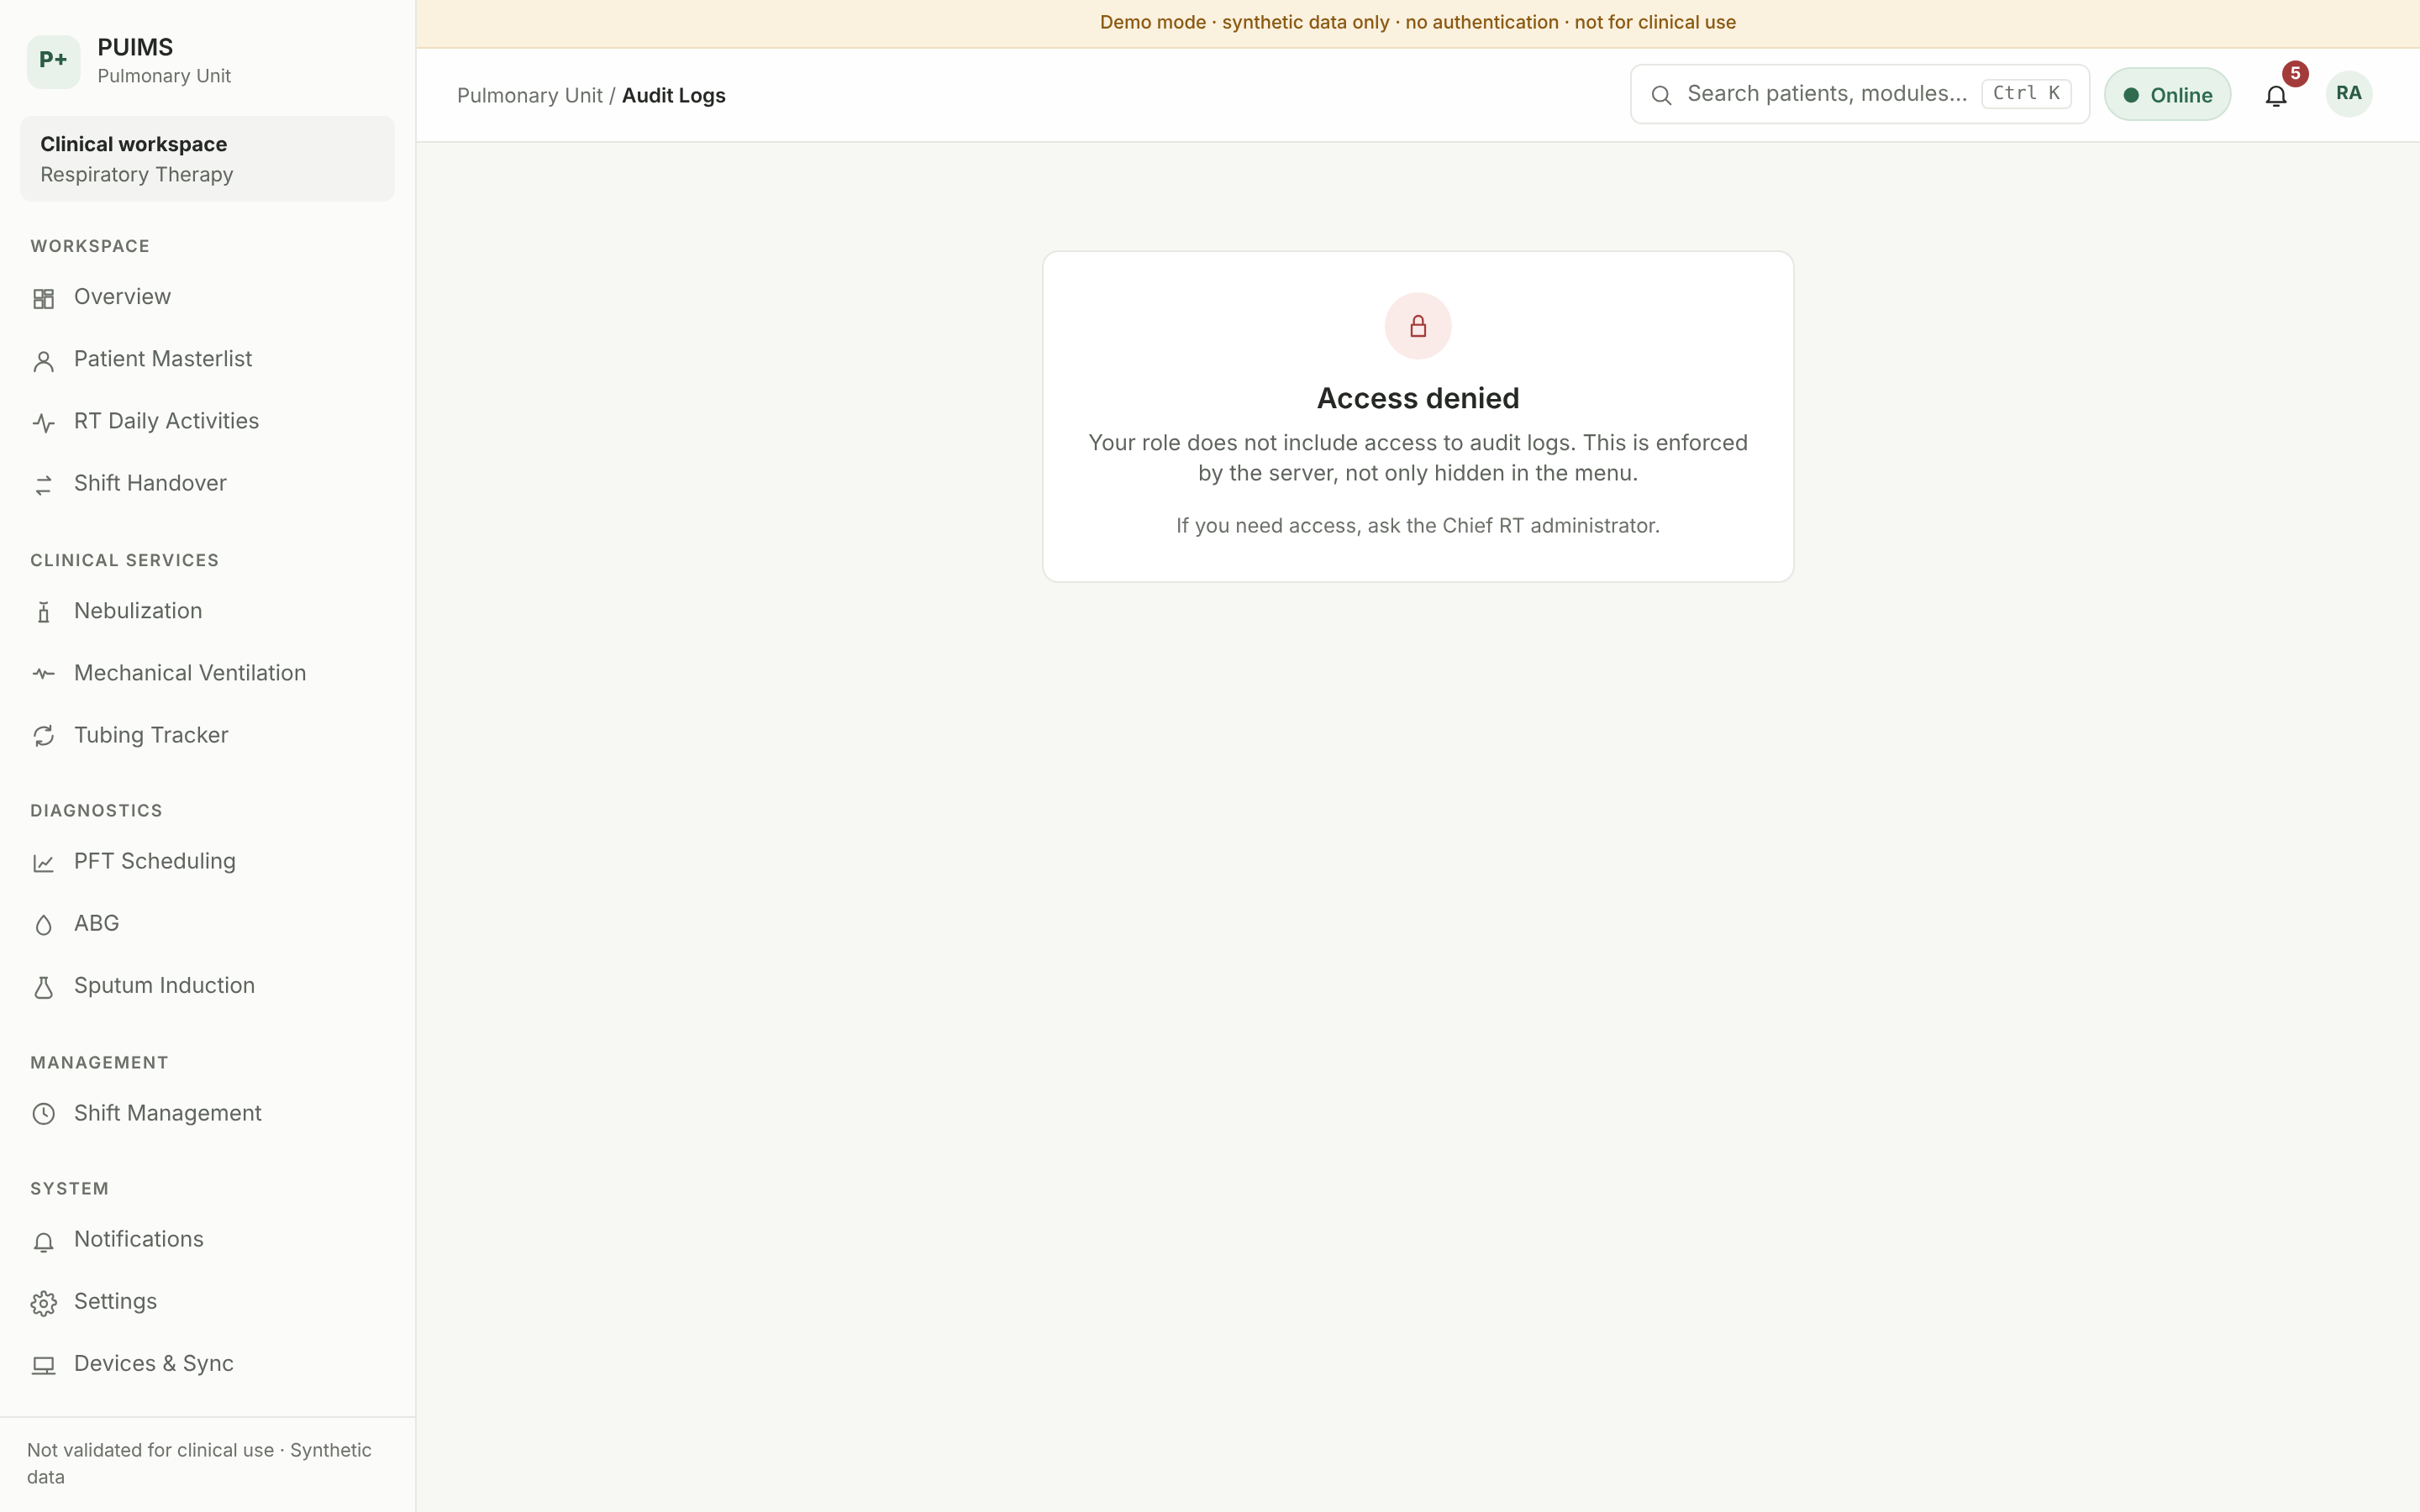 P+
PUIMS
Pulmonary Unit
Clinical workspace
Respiratory Therapy
WORKSPACE
Overview
Patient Masterlist
RT Daily Activities
Shift Handover
CLINICAL SERVICES
Nebulization
Mechanical Ventilation
Tubing Tracker
DIAGNOSTICS
PFT Scheduling
ABG
Sputum Induction
MANAGEMENT
Shift Management
SYSTEM
Notifications
Settings
Devices & Sync
Not validated for clinical use · Synthetic
data
Demo mode · synthetic data only · no authentication · not for clinical use
Pulmonary Unit / Audit Logs
Search patients, modules... Ctrl K
Online
5
RA
Access denied
Your role does not include access to audit logs. This is enforced
by the server, not only hidden in the menu.
If you need access, ask the Chief RT administrator.